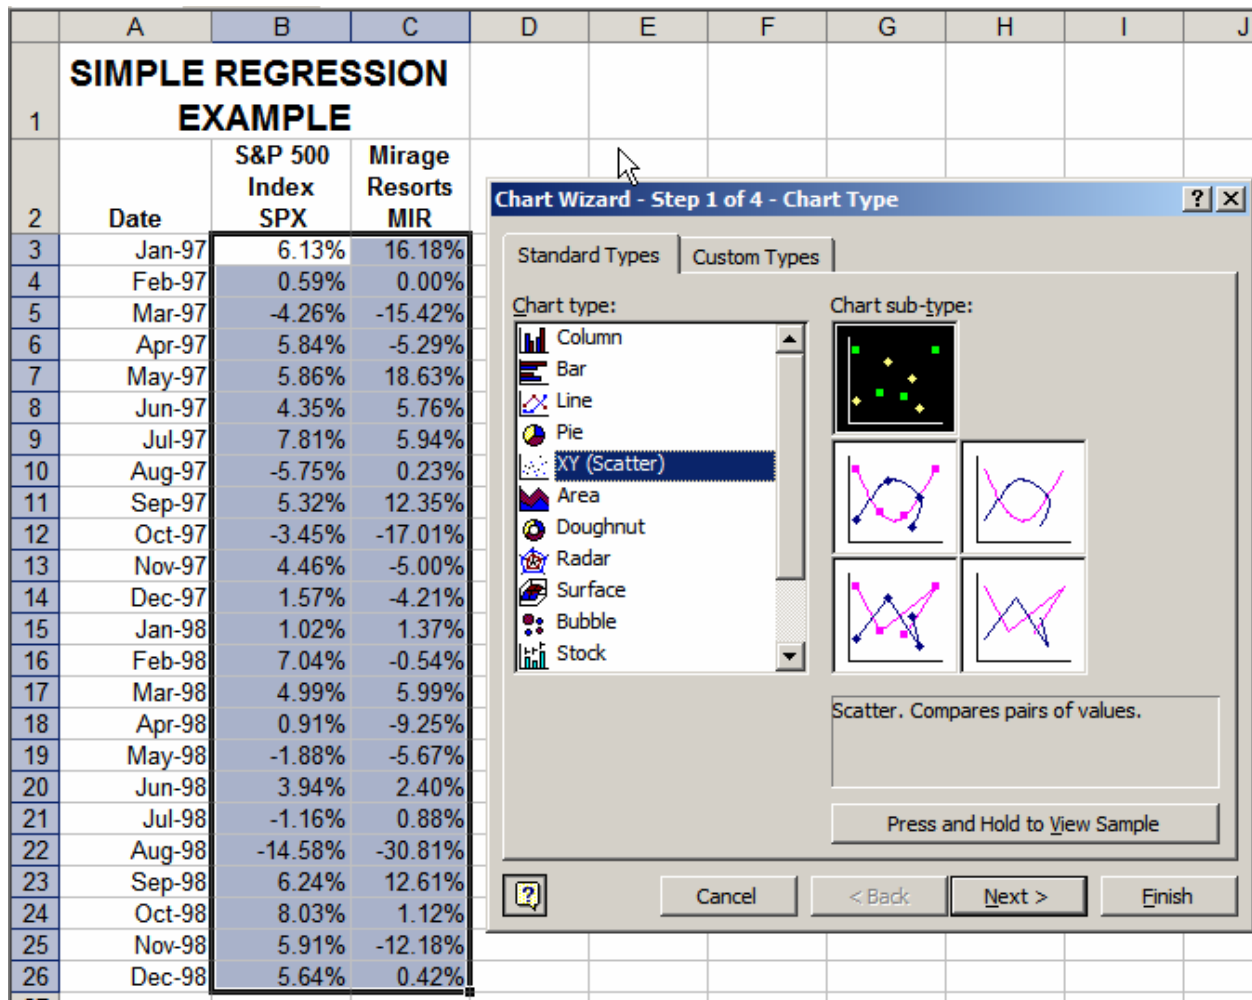 A B C D E F G H I J
SIMPLE REGRESSION
1 EXAMPLE
S&P 500 Mirage
Index Resorts
2 Date SPX MIR
3 Jan-97 6.13% 16.18%
4 Feb-97 0.59% 0.00%
5 Mar-97 -4.26% -15.42%
6 Apr-97 5.84% -5.29%
7 May-97 5.86% 18.63%
8 Jun-97 4.35% 5.76%
9 Jul-97 7.81% 5.94%
10 Aug-97 -5.75% 0.23%
11 Sep-97 5.32% 12.35%
12 Oct-97 -3.45% -17.01%
13 Nov-97 4.46% -5.00%
14 Dec-97 1.57% -4.21%
15 Jan-98 1.02% 1.37%
16 Feb-98 7.04% -0.54%
17 Mar-98 4.99% 5.99%
18 Apr-98 0.91% -9.25%
19 May-98 -1.88% -5.67%
20 Jun-98 3.94% 2.40%
21 Jul-98 -1.16% 0.88%
22 Aug-98 -14.58% -30.81%
23 Sep-98 6.24% 12.61%
24 Oct-98 8.03% 1.12%
25 Nov-98 5.91% -12.18%
26 Dec-98 5.64% 0.42%
Chart Wizard - Step 1 of 4 - Chart Type
Standard Types Custom Types
Chart type:
Column
Bar
Line
Pie
XY (Scatter)
Area
Doughnut
Radar
Surface
Bubble
Stock
Chart sub-type:
Scatter. Compares pairs of values.
Press and Hold to View Sample
Cancel < Back Next > Finish